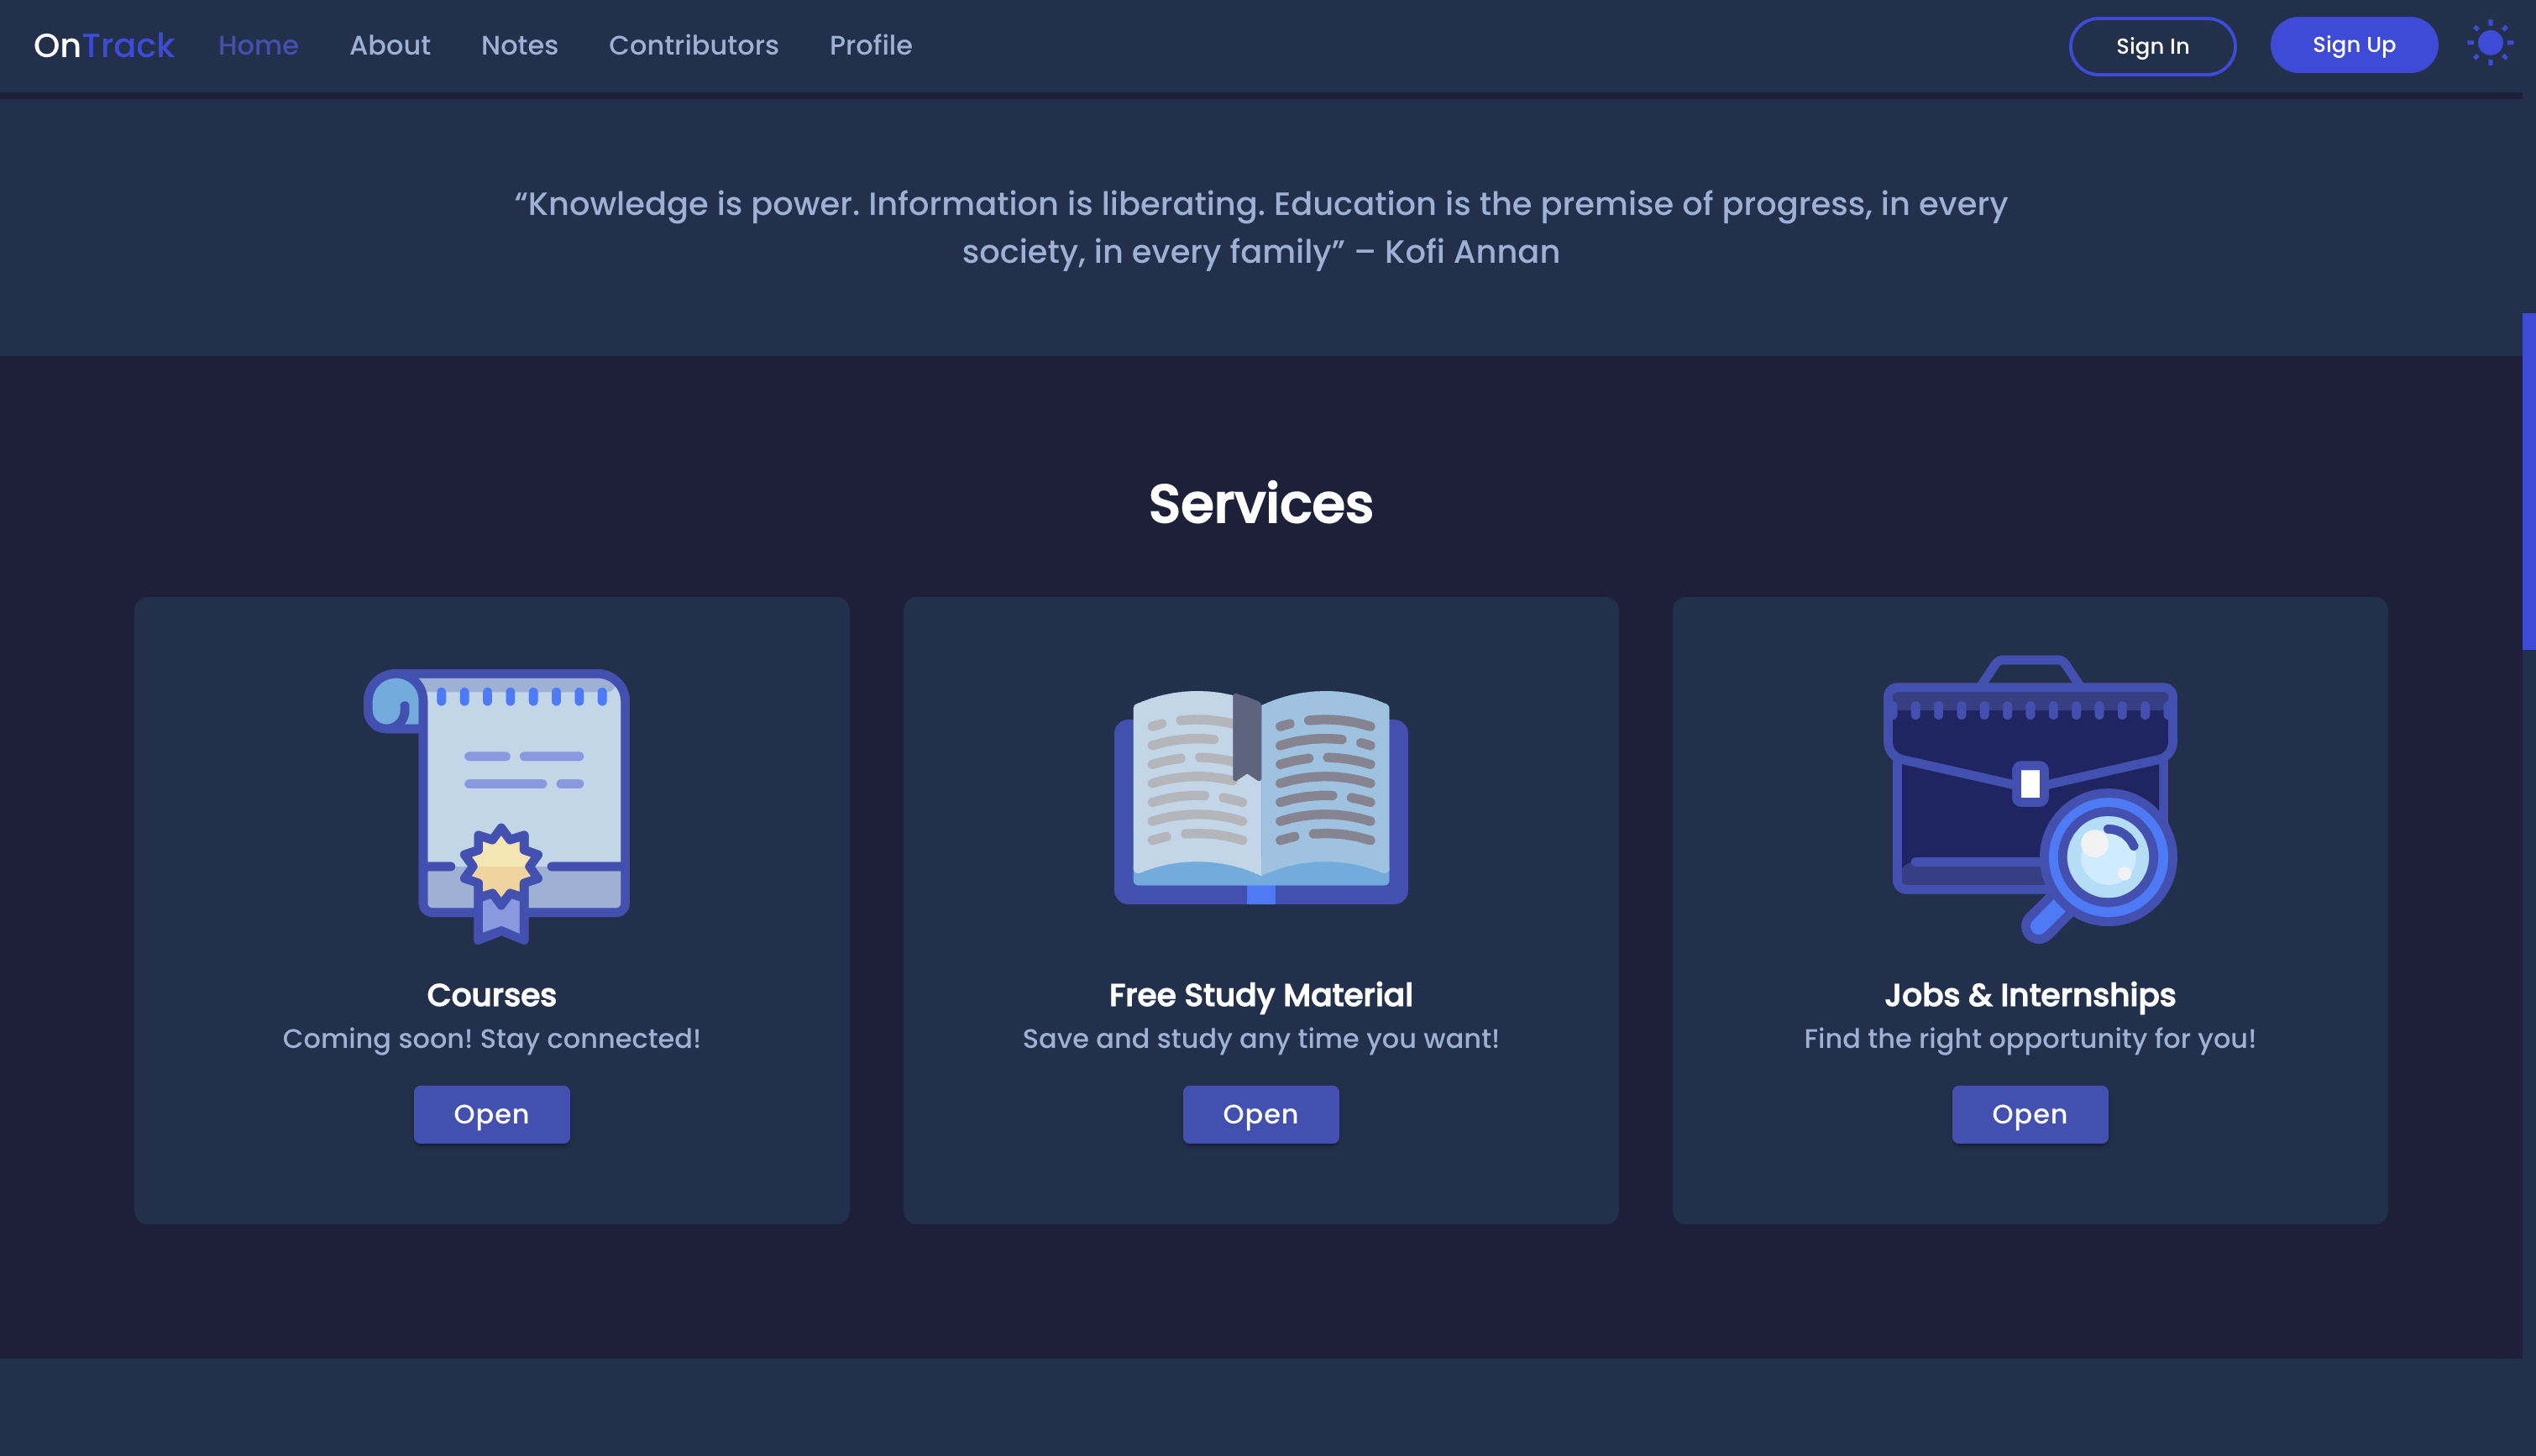 OnTrack Home About Notes Contributors Profile Sign In Sign Up
“Knowledge is power. Information is liberating. Education is the premise of progress, in every
society, in every family” – Kofi Annan
Services
Courses
Coming soon! Stay connected!
Open
Free Study Material
Save and study any time you want!
Open
Jobs & Internships
Find the right opportunity for you!
Open